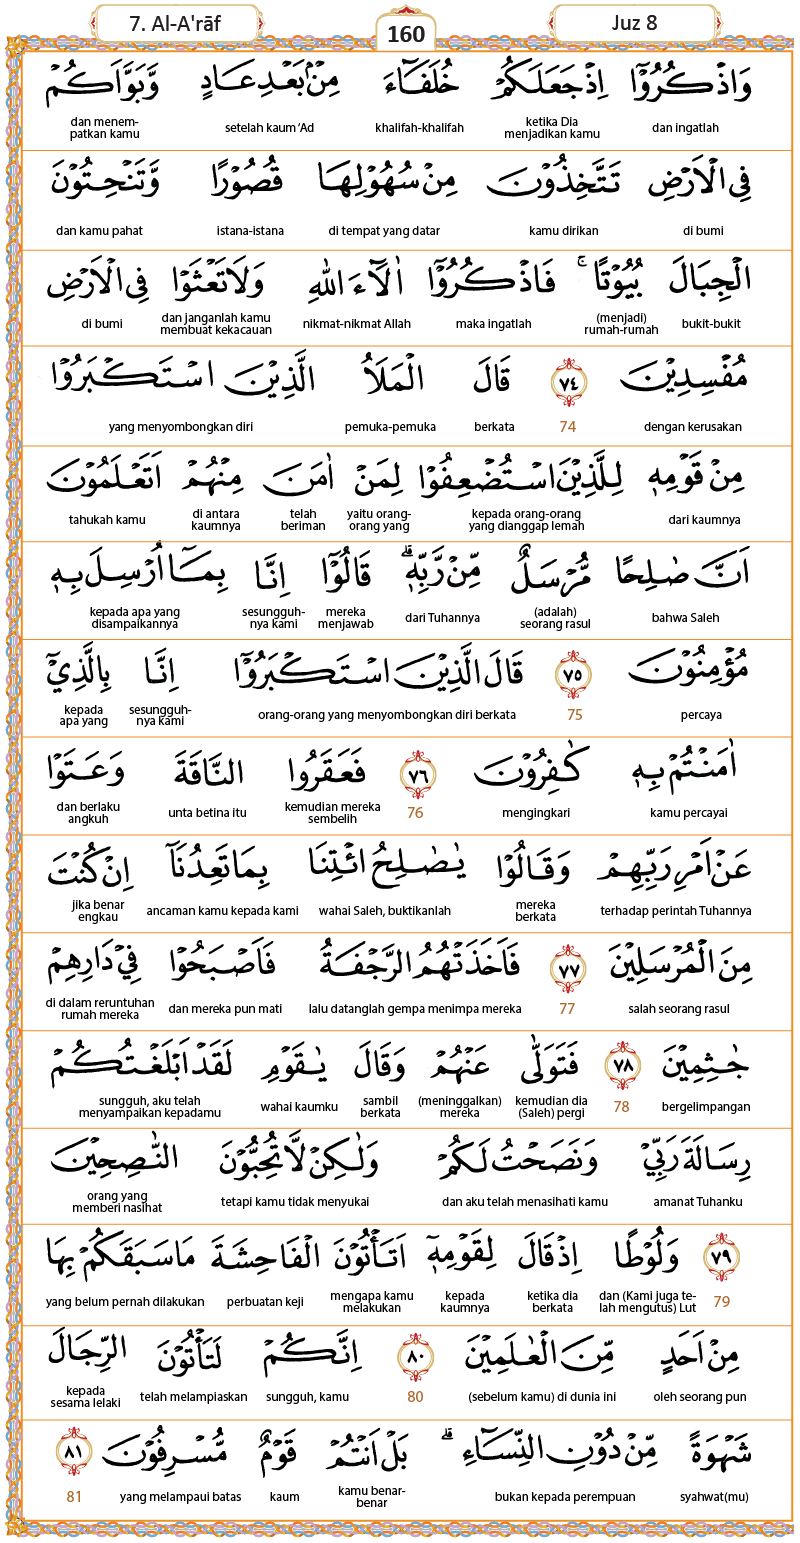 7. Al-A'rāf
160
Juz 8
وَاذْكُرُوْٓا اِذْ جَعَلَكُمْ خُلَفَاۤءَ مِنْۢ بَعْدِ عَادٍ وَّبَوَّاَكُمْ
dan ingatlah ketika Dia menjadikan kamu khalifah-khalifah setelah kaum ‘Ad dan menem-patkan kamu
فِى الْاَرْضِ تَتَّخِذُوْنَ مِنْ سُهُوْلِهَا قُصُوْرًا وَّتَنْحِتُوْنَ
di bumi kamu dirikan di tempat yang datar istana-istana dan kamu pahat
الْجِبَالَ بُيُوْتًا ۚ فَاذْكُرُوْٓا اٰلَاۤءَ اللّٰهِ وَلَا تَعْثَوْا فِى الْاَرْضِ
bukit-bukit (menjadi) rumah-rumah maka ingatlah nikmat-nikmat Allah dan janganlah kamu membuat kekacauan di bumi
مُفْسِدِيْنَ ٧٤ قَالَ الْمَلَاُ الَّذِيْنَ اسْتَكْبَرُوْا
dengan kerusakan 74 berkata pemuka-pemuka yang menyombongkan diri
مِنْ قَوْمِهٖ لِلَّذِيْنَ اسْتُضْعِفُوْا لِمَنْ اٰمَنَ مِنْهُمْ اَتَعْلَمُوْنَ
dari kaumnya kepada orang-orang yang dianggap lemah yaitu orang-orang yang telah beriman di antara kaumnya tahukah kamu
اَنَّ صٰلِحًا مُّرْسَلٌ مِّنْ رَّبِّهٖۗ قَالُوْٓا اِنَّا بِمَآ اُرْسِلَ بِهٖ
bahwa Saleh (adalah) seorang rasul dari Tuhannya mereka menjawab sesungguh-nya kami kepada apa yang disampaikannya
مُؤْمِنُوْنَ ٧٥ قَالَ الَّذِيْنَ اسْتَكْبَرُوْٓا اِنَّا بِالَّذِيْٓ
percaya 75 orang-orang yang menyombongkan diri berkata sesungguh-nya kami kepada apa yang
اٰمَنْتُمْ بِهٖ كٰفِرُوْنَ ٧٦ فَعَقَرُوا النَّاقَةَ وَعَتَوْا
kamu percayai mengingkari 76 kemudian mereka sembelih unta betina itu dan berlaku angkuh
عَنْ اَمْرِ رَبِّهِمْ وَقَالُوْا يٰصٰلِحُ ائْتِنَا بِمَا تَعِدُنَآ اِنْ كُنْتَ
terhadap perintah Tuhannya mereka berkata wahai Saleh, buktikanlah ancaman kamu kepada kami jika benar engkau
مِنَ الْمُرْسَلِيْنَ ٧٧ فَاَخَذَتْهُمُ الرَّجْفَةُ فَاَصْبَحُوْا فِيْ دَارِهِمْ
salah seorang rasul 77 lalu datanglah gempa menimpa mereka dan mereka pun mati di dalam reruntuhan rumah mereka
جٰثِمِيْنَ ٧٨ فَتَوَلّٰى عَنْهُمْ وَقَالَ يٰقَوْمِ لَقَدْ اَبْلَغْتُكُمْ
bergelimpangan 78 kemudian dia (Saleh) pergi (meninggalkan) mereka sambil berkata wahai kaumku sungguh, aku telah menyampaikan kepadamu
رِسَالَةَ رَبِّيْ وَنَصَحْتُ لَكُمْ وَلٰكِنْ لَّا تُحِبُّوْنَ النّٰصِحِيْنَ
amanat Tuhanku dan aku telah menasihati kamu tetapi kamu tidak menyukai orang yang memberi nasihat
٧٩ وَلُوْطًا اِذْ قَالَ لِقَوْمِهٖٓ اَتَأْتُوْنَ الْفَاحِشَةَ مَا سَبَقَكُمْ بِهَا
79 dan (Kami juga te-lah mengutus) Lut ketika dia berkata kepada kaumnya mengapa kamu melakukan perbuatan keji yang belum pernah dilakukan
مِنْ اَحَدٍ مِّنَ الْعٰلَمِيْنَ ٨٠ اِنَّكُمْ لَتَأْتُوْنَ الرِّجَالَ
oleh seorang pun (sebelum kamu) di dunia ini 80 sungguh, kamu telah melampiaskan kepada sesama lelaki
شَهْوَةً مِّنْ دُوْنِ النِّسَاۤءِ ۗ بَلْ اَنْتُمْ قَوْمٌ مُّسْرِفُوْنَ ٨١
syahwat(mu) bukan kepada perempuan kamu benar-benar kaum yang melampaui batas 81